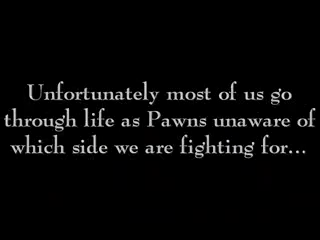 Unfortunately most of us go
through life as Pawns unaware of
which side we are fighting for...